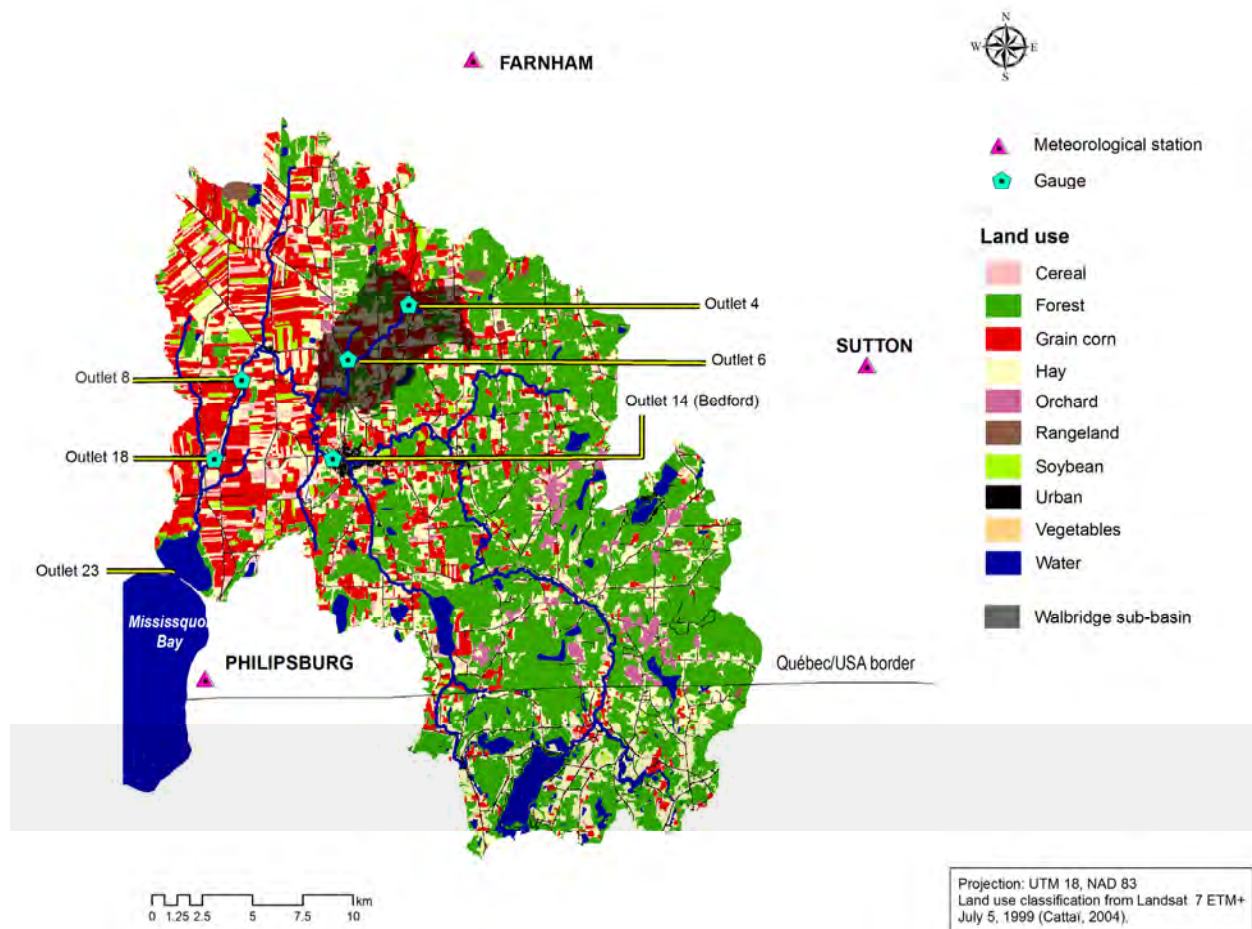 N
W
E
S
FARNHAM
Meteorological station
Gauge
Land use
Cereal
Forest
Grain corn
Hay
Orchard
Rangeland
Soybean
Urban
Vegetables
Water
Walbridge sub-basin
Outlet 4
SUTTON
Outlet 6
Outlet 8
Outlet 14 (Bedford)
Outlet 18
Outlet 23
Mississquoi
Bay
PHILIPSBURG
Québec/USA border
km
0 1.25 2.5 5 7.5 10
Projection: UTM 18, NAD 83
Land use classification from Landsat 7 ETM+
July 5, 1999 (Cattaï, 2004).